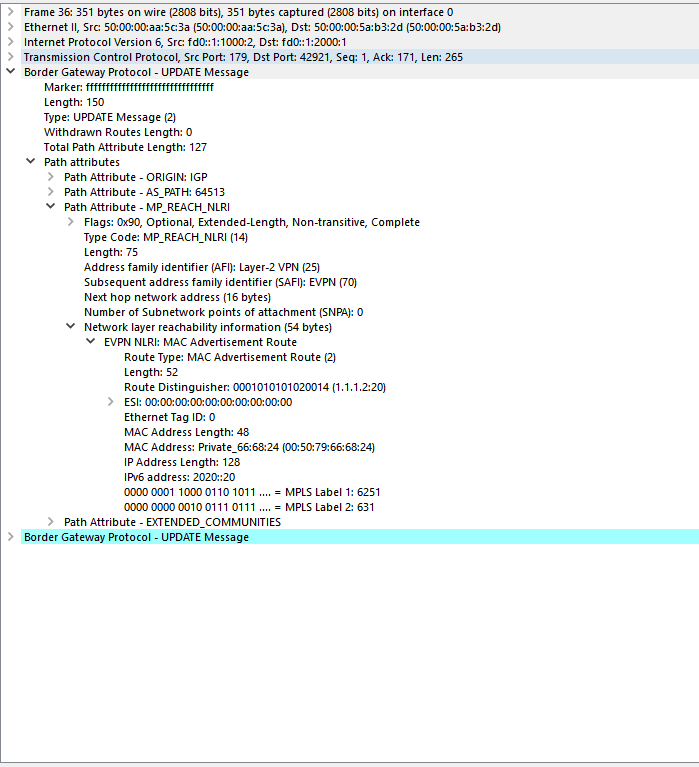 Frame 36: 351 bytes on wire (2808 bits), 351 bytes captured (2808 bits) on interface 0
Ethernet II, Src: 50:00:00:aa:5c:3a (50:00:00:aa:5c:3a), Dst: 50:00:00:5a:b3:2d (50:00:00:5a:b3:2d)
Internet Protocol Version 6, Src: fd0::1:1000:2, Dst: fd0::1:2000:1
Transmission Control Protocol, Src Port: 179, Dst Port: 42921, Seq: 1, Ack: 171, Len: 265
Border Gateway Protocol - UPDATE Message
Marker: ffffffffffffffffffffffffffffffff
Length: 150
Type: UPDATE Message (2)
Withdrawn Routes Length: 0
Total Path Attribute Length: 127
Path attributes
Path Attribute - ORIGIN: IGP
Path Attribute - AS_PATH: 64513
Path Attribute - MP_REACH_NLRI
Flags: 0x90, Optional, Extended-Length, Non-transitive, Complete
Type Code: MP_REACH_NLRI (14)
Length: 75
Address family identifier (AFI): Layer-2 VPN (25)
Subsequent address family identifier (SAFI): EVPN (70)
Next hop network address (16 bytes)
Number of Subnetwork points of attachment (SNPA): 0
Network layer reachability information (54 bytes)
EVPN NLRI: MAC Advertisement Route
Route Type: MAC Advertisement Route (2)
Length: 52
Route Distinguisher: 0001010101020014 (1.1.1.2:20)
ESI: 00:00:00:00:00:00:00:00:00:00
Ethernet Tag ID: 0
MAC Address Length: 48
MAC Address: Private_66:68:24 (00:50:79:66:68:24)
IP Address Length: 128
IPv6 address: 2020::20
0000 0001 1000 0110 1011 .... = MPLS Label 1: 6251
0000 0000 0010 0111 0111 .... = MPLS Label 2: 631
Path Attribute - EXTENDED_COMMUNITIES
Border Gateway Protocol - UPDATE Message